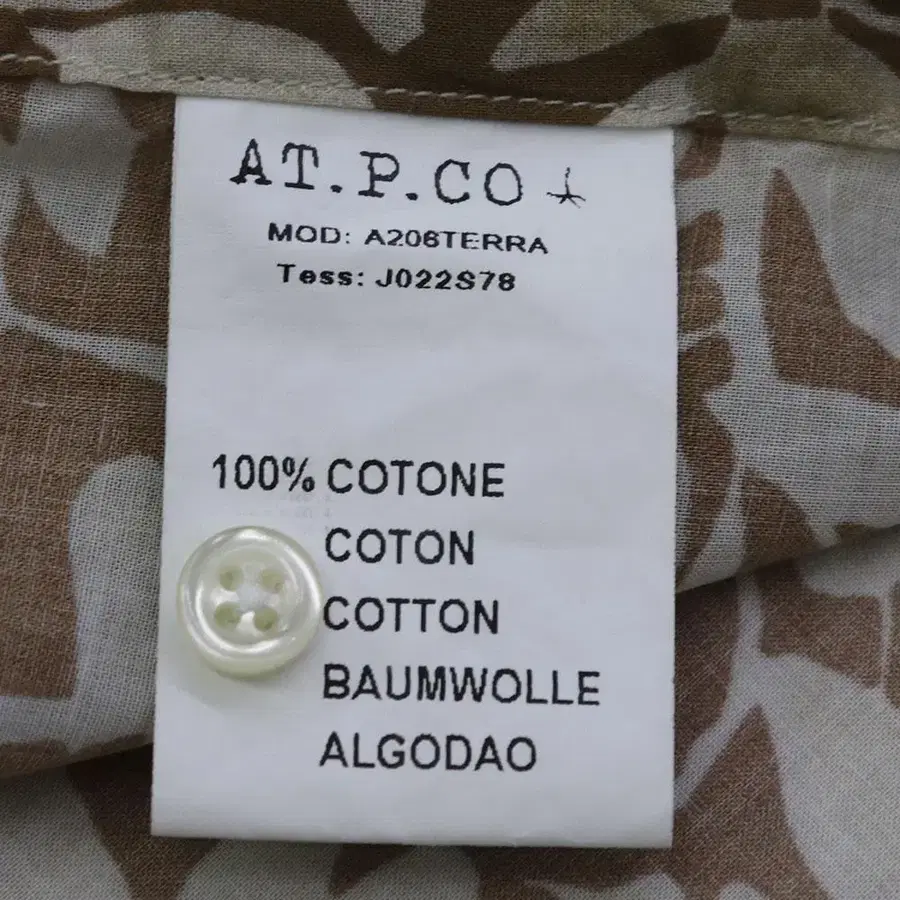 AT.P.CO
MOD: A206TERRA
Tess: J022S78
100% COTONE
COTON
COTTON
BAUMWOLLE
ALGODAO